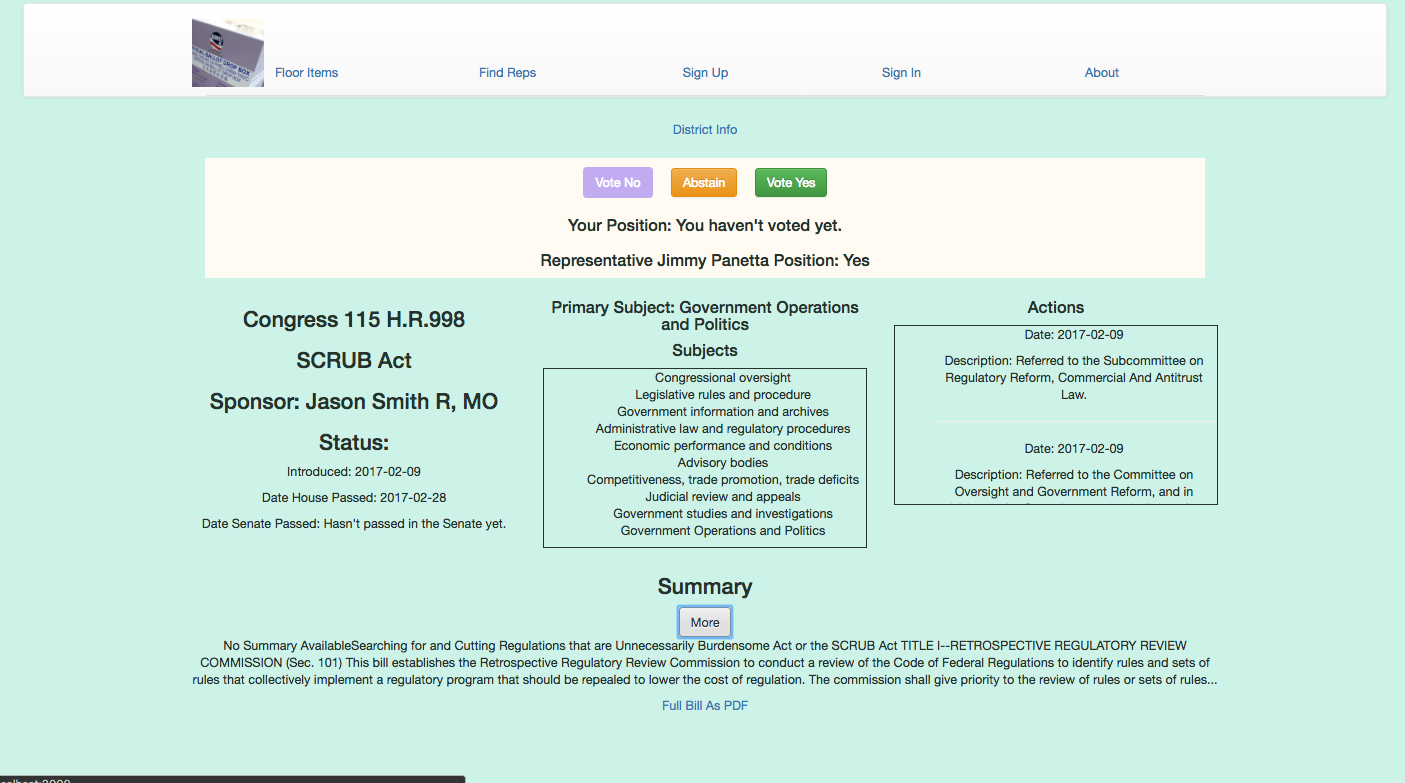 BALLOT DROP BOX
Floor Items
Find Reps
Sign Up
Sign In
About
District Info
Vote No
Abstain
Vote Yes
Your Position: You haven't voted yet.
Representative Jimmy Panetta Position: Yes
Congress 115 H.R.998
SCRUB Act
Sponsor: Jason Smith R, MO
Status:
Introduced: 2017-02-09
Date House Passed: 2017-02-28
Date Senate Passed: Hasn't passed in the Senate yet.
Primary Subject: Government Operations
and Politics
Subjects
Congressional oversight
Legislative rules and procedure
Government information and archives
Administrative law and regulatory procedures
Economic performance and conditions
Advisory bodies
Competitiveness, trade promotion, trade deficits
Judicial review and appeals
Government studies and investigations
Government Operations and Politics
Actions
Date: 2017-02-09
Description: Referred to the Subcommittee on
Regulatory Reform, Commercial And Antitrust
Law.
Date: 2017-02-09
Description: Referred to the Committee on
Oversight and Government Reform, and in
Summary
More
No Summary AvailableSearching for and Cutting Regulations that are Unnecessarily Burdensome Act or the SCRUB Act TITLE I--RETROSPECTIVE REGULATORY REVIEW
COMMISSION (Sec. 101) This bill establishes the Retrospective Regulatory Review Commission to conduct a review of the Code of Federal Regulations to identify rules and sets of
rules that collectively implement a regulatory program that should be repealed to lower the cost of regulation. The commission shall give priority to the review of rules or sets of rules...
Full Bill As PDF